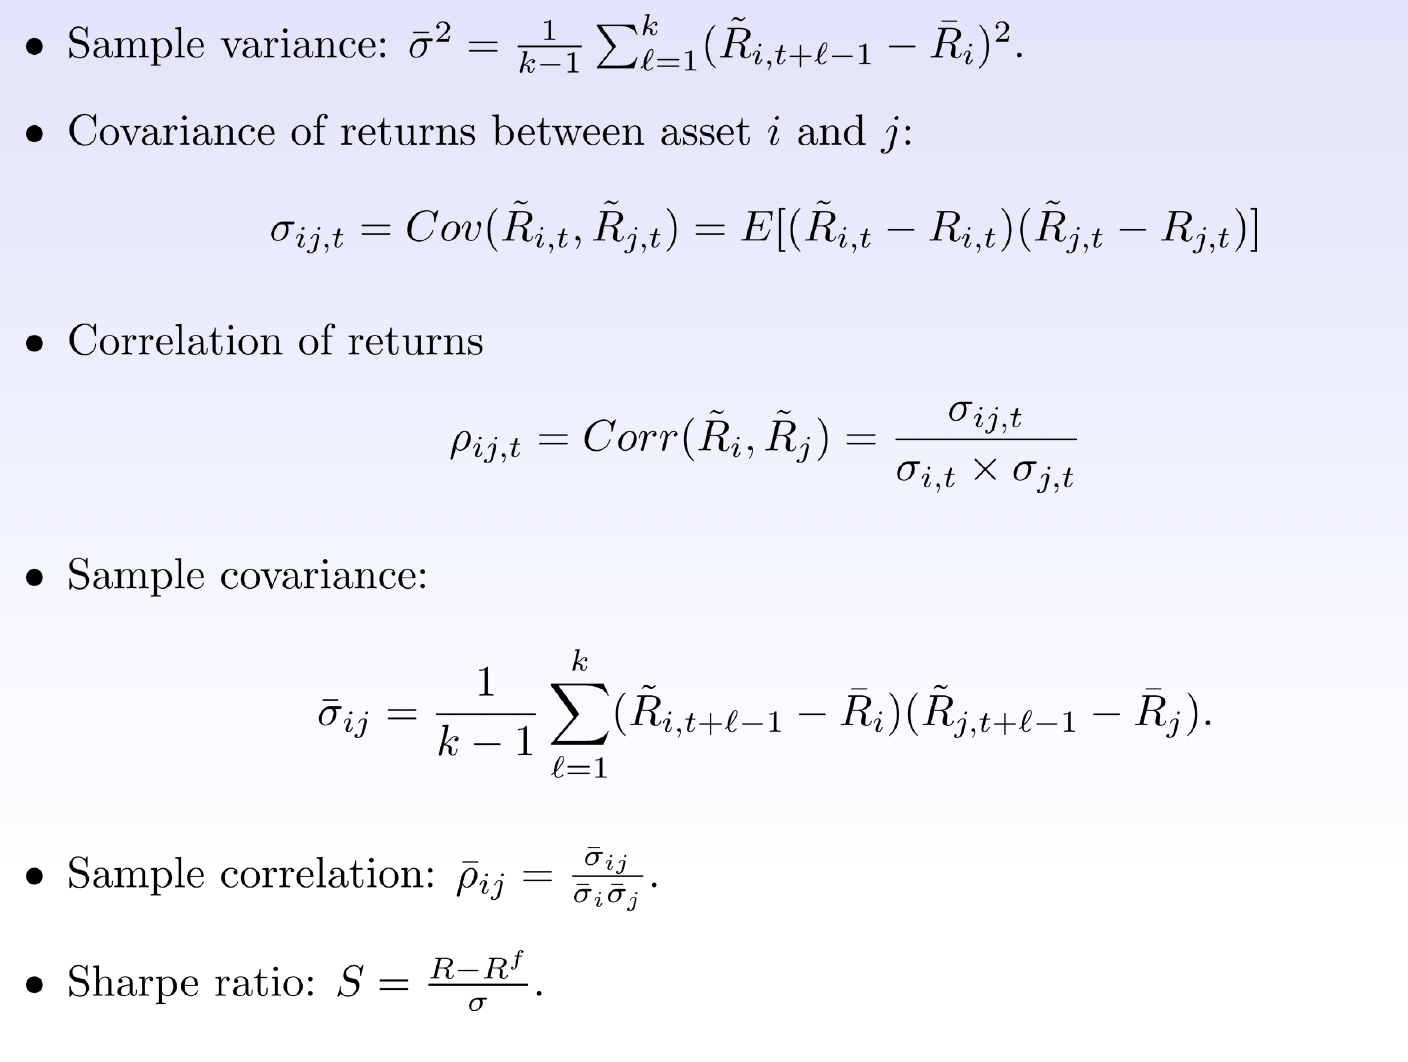 • Sample variance: $\bar{\sigma}^2 = \frac{1}{k-1} \sum_{\ell=1}^{k} (\tilde{R}_{i,t+\ell-1} - \bar{R}_i)^2.$
• Covariance of returns between asset $i$ and $j$:
$\sigma_{ij,t} = Cov(\tilde{R}_{i,t}, \tilde{R}_{j,t}) = E[(\tilde{R}_{i,t} - R_{i,t})(\tilde{R}_{j,t} - R_{j,t})]$
• Correlation of returns
$\rho_{ij,t} = Corr(\tilde{R}_i, \tilde{R}_j) = \frac{\sigma_{ij,t}}{\sigma_{i,t} \times \sigma_{j,t}}$
• Sample covariance:
$\bar{\sigma}_{ij} = \frac{1}{k-1} \sum_{\ell=1}^{k} (\tilde{R}_{i,t+\ell-1} - \bar{R}_i)(\tilde{R}_{j,t+\ell-1} - \bar{R}_j).$
• Sample correlation: $\bar{\rho}_{ij} = \frac{\bar{\sigma}_{ij}}{\bar{\sigma}_i \bar{\sigma}_j}.$
• Sharpe ratio: $S = \frac{R-R^f}{\sigma}.$